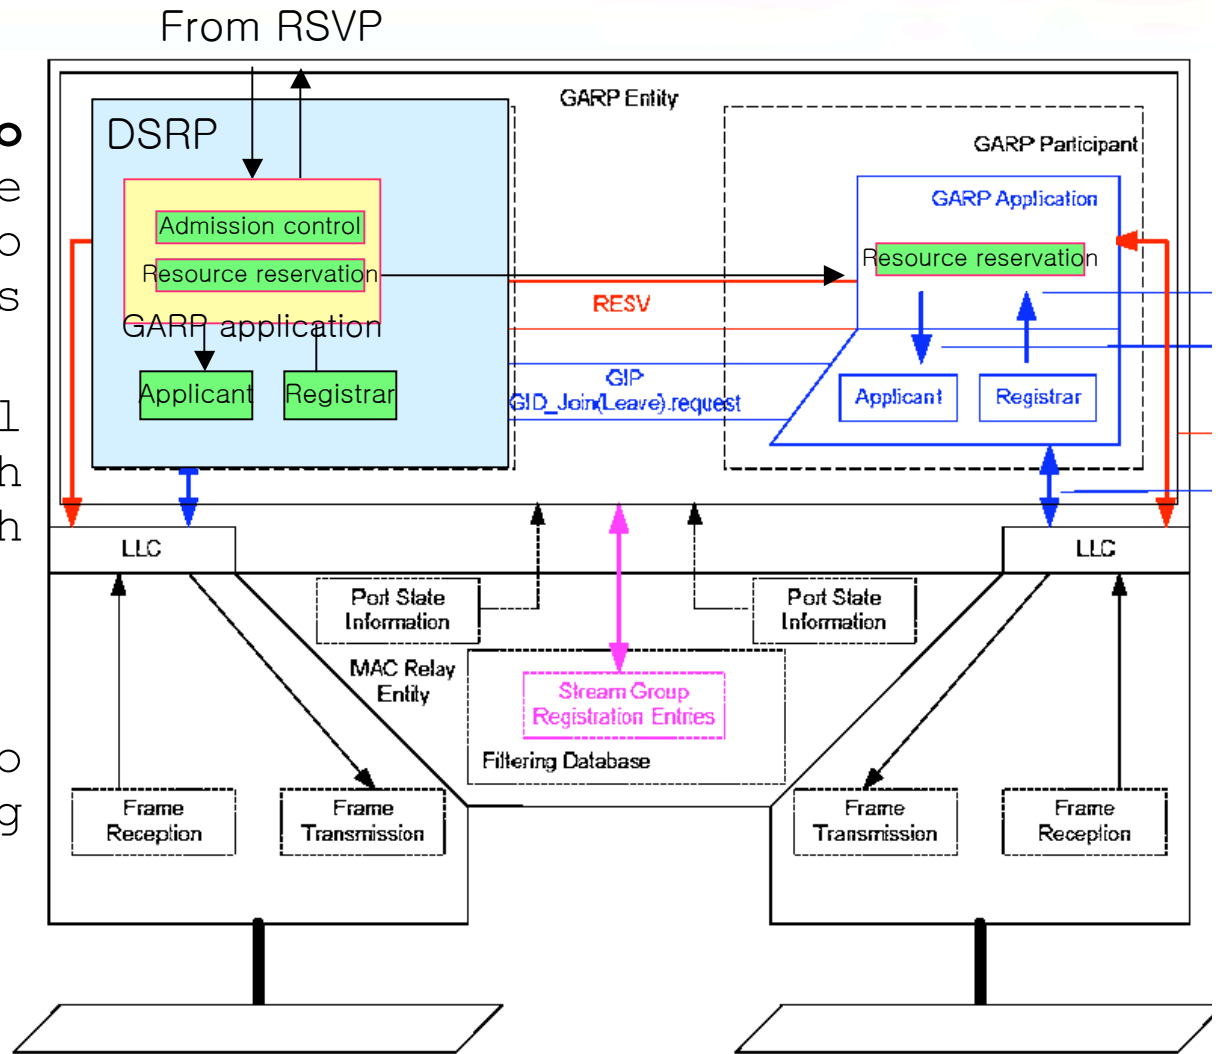 From RSVP
GARP Entity
o
DSRP
GARP Participant
e
GARP Application
Admission control
o
Resource reservation
Resource reservation
s
RESV
GARP application
GIP
GID_Join(Leave).request
Applicant
Registrar
Applicant
Registrar
l
h
h
LLC
LLC
Port State
Information
Port State
Information
MAC Relay
Entity
Stream Group
Registration Entries
Filtering Database
o
g
Frame
Reception
Frame
Transmission
Frame
Transmission
Frame
Reception